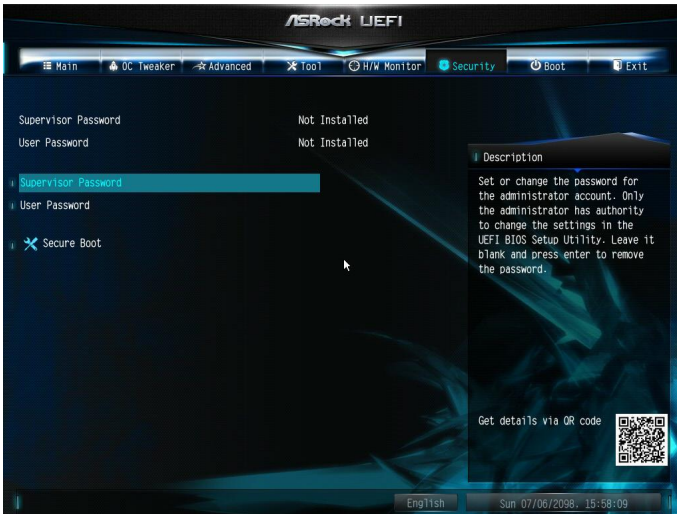 ASRock UEFI
Main OC Tweaker Advanced Tool H/W Monitor Security Boot Exit
Supervisor Password Not Installed
User Password Not Installed
Supervisor Password
User Password
Secure Boot
Description
Set or change the password for
the administrator account. Only
the administrator has authority
to change the settings in the
UEFI BIOS Setup Utility. Leave it
blank and press enter to remove
the password.
Get details via QR code
English Sun 07/06/2098. 15:58:09